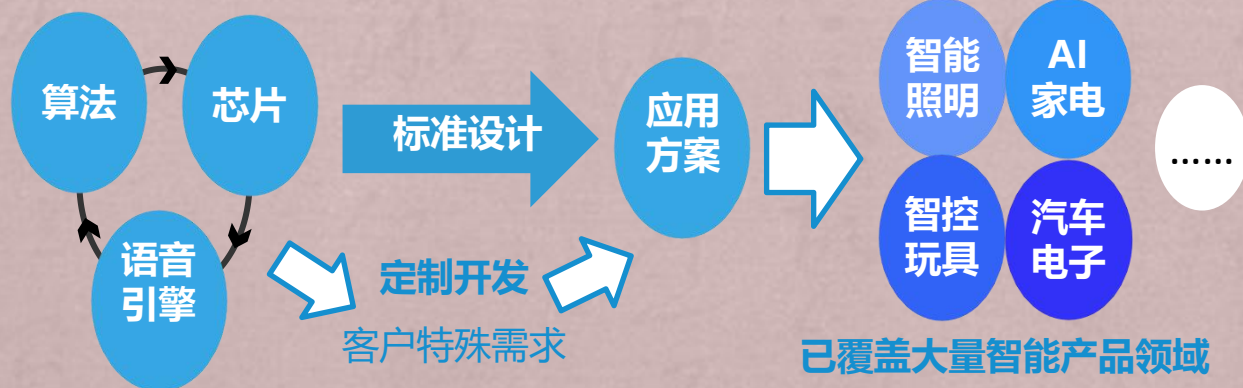 算法
芯片
语音
引擎
标准设计
定制开发
客户特殊需求
应用
方案
智能
照明
AI
家电
智控
玩具
汽车
电子
……
已覆盖大量智能产品领域